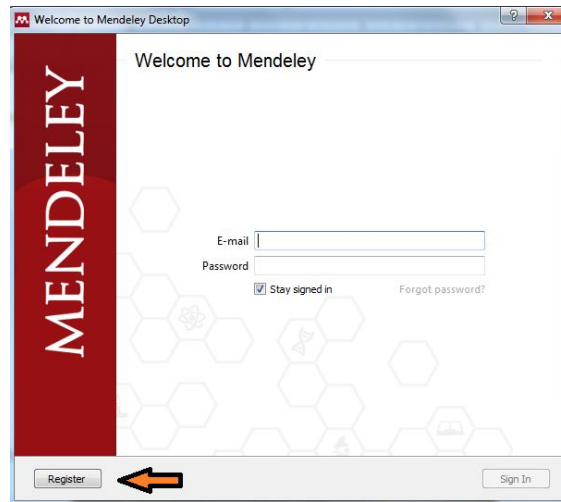 Welcome to Mendeley Desktop
Welcome to Mendeley
MENDELEY
E-mail
Password
Stay signed in
Forgot password?
Register
Sign In